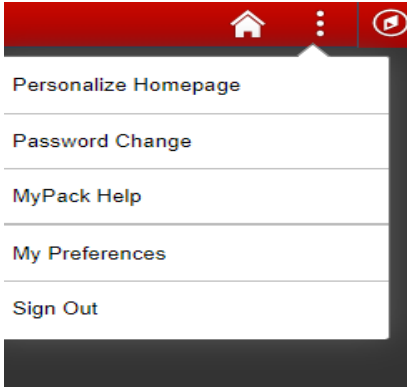 Personalize Homepage
Password Change
MyPack Help
My Preferences
Sign Out